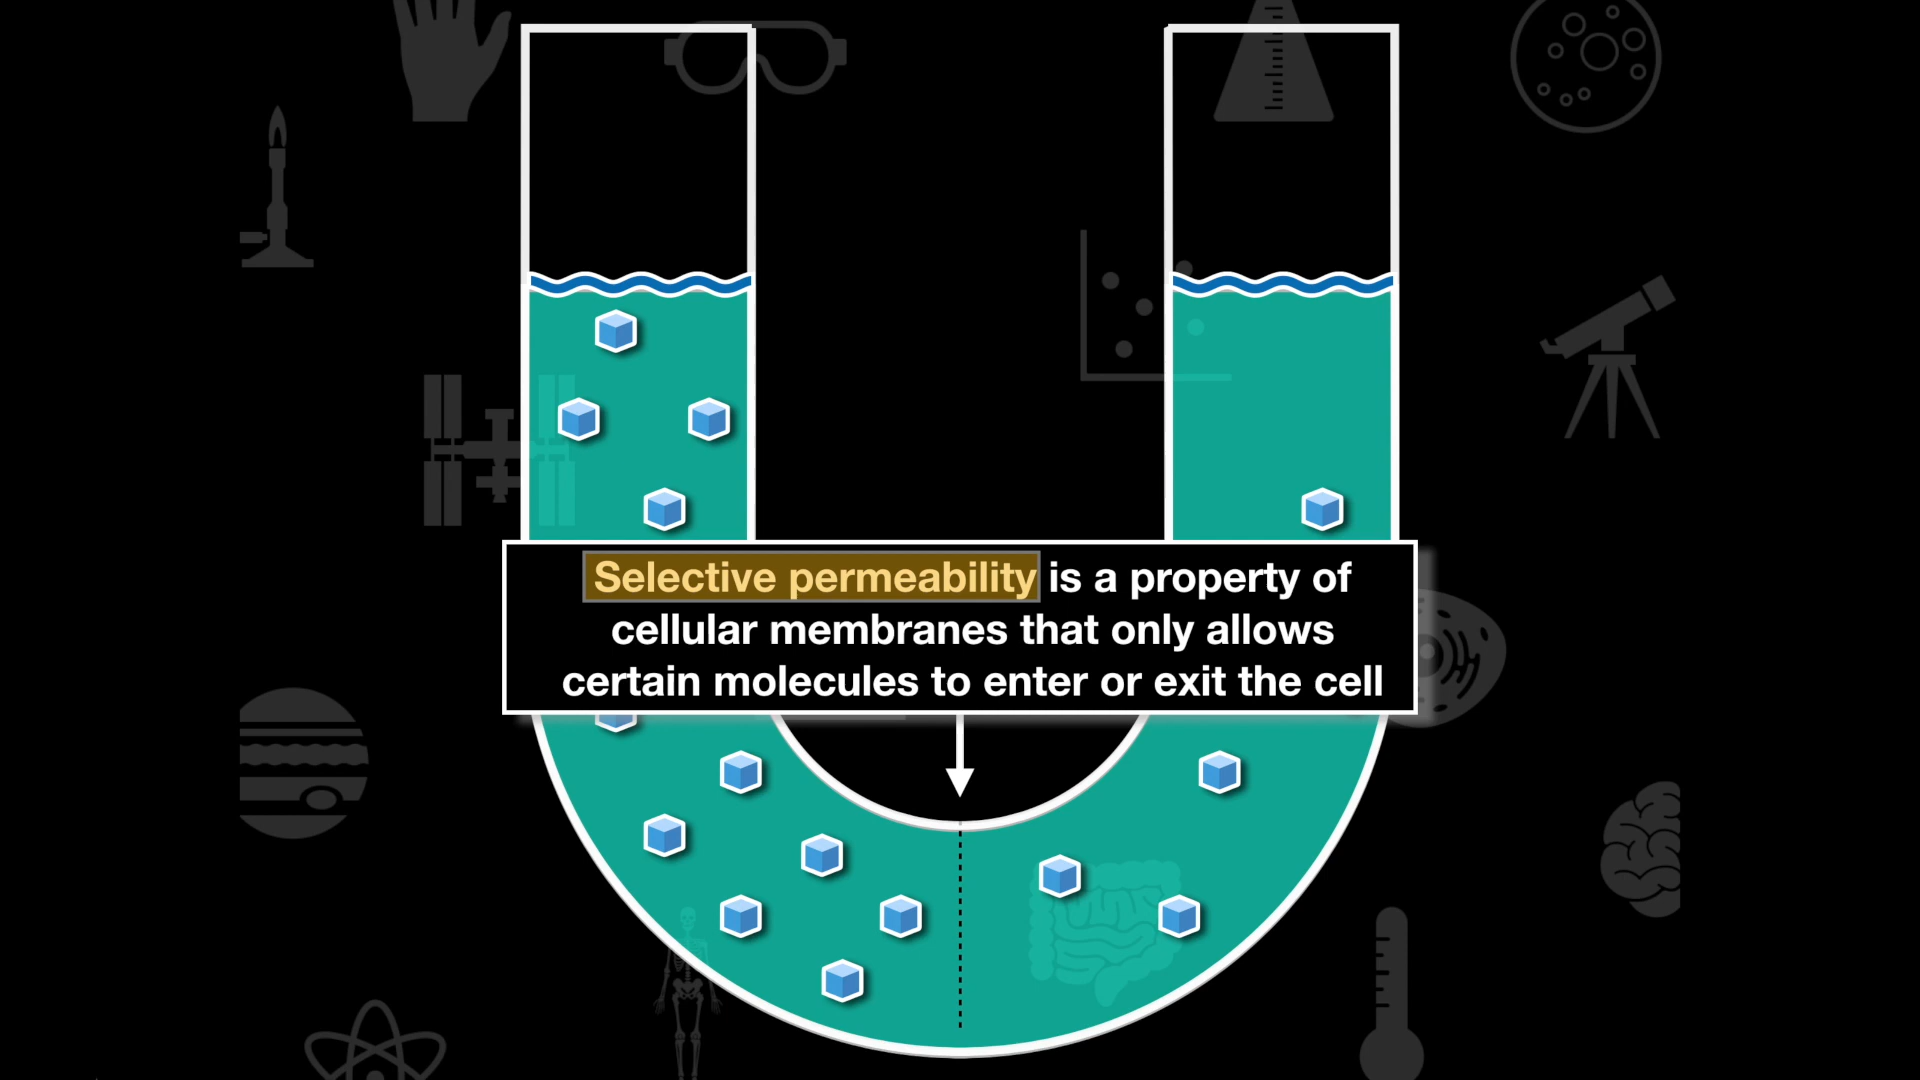 Selective permeability is a property of
cellular membranes that only allows
certain molecules to enter or exit the cell